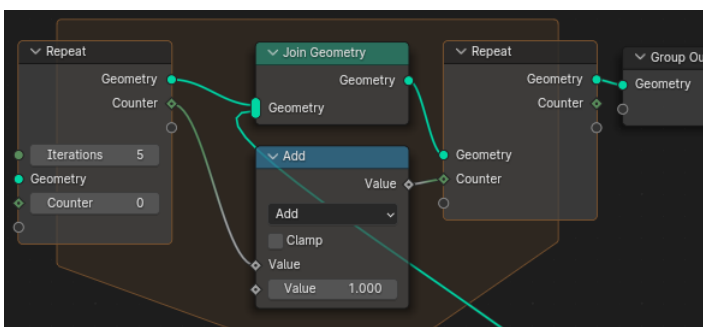 Repeat
Geometry
Counter
Iterations 5
Geometry
Counter 0
Join Geometry
Geometry
Geometry
Add
Value
Add
Clamp
Value
Value 1.000
Repeat
Geometry
Counter
Geometry
Counter
Group Ou
Geometry